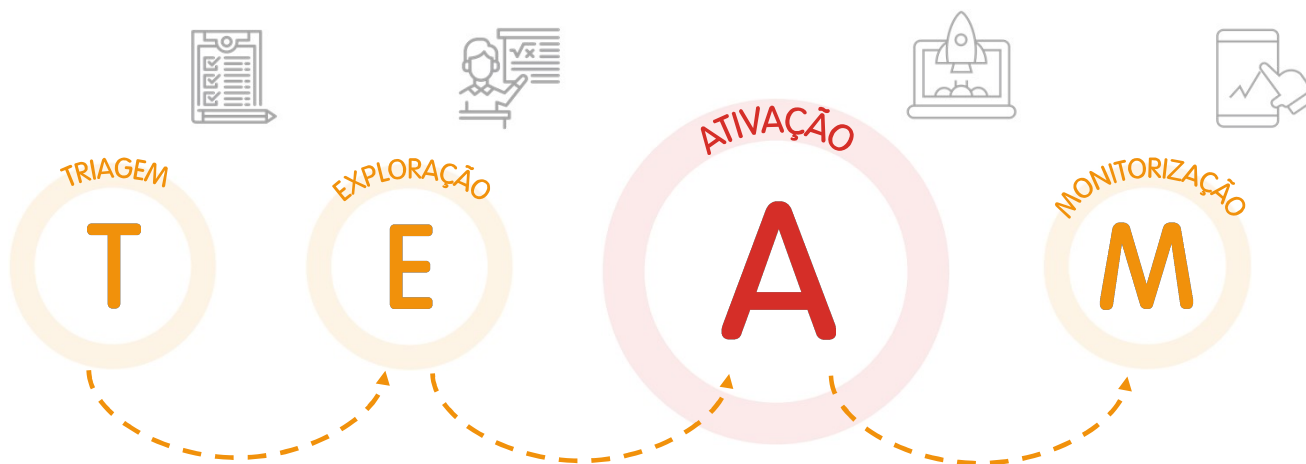 TRIAGEM
T
EXPLORAÇÃO
E
ATIVAÇÃO
A
MONITORIZAÇÃO
M
√x